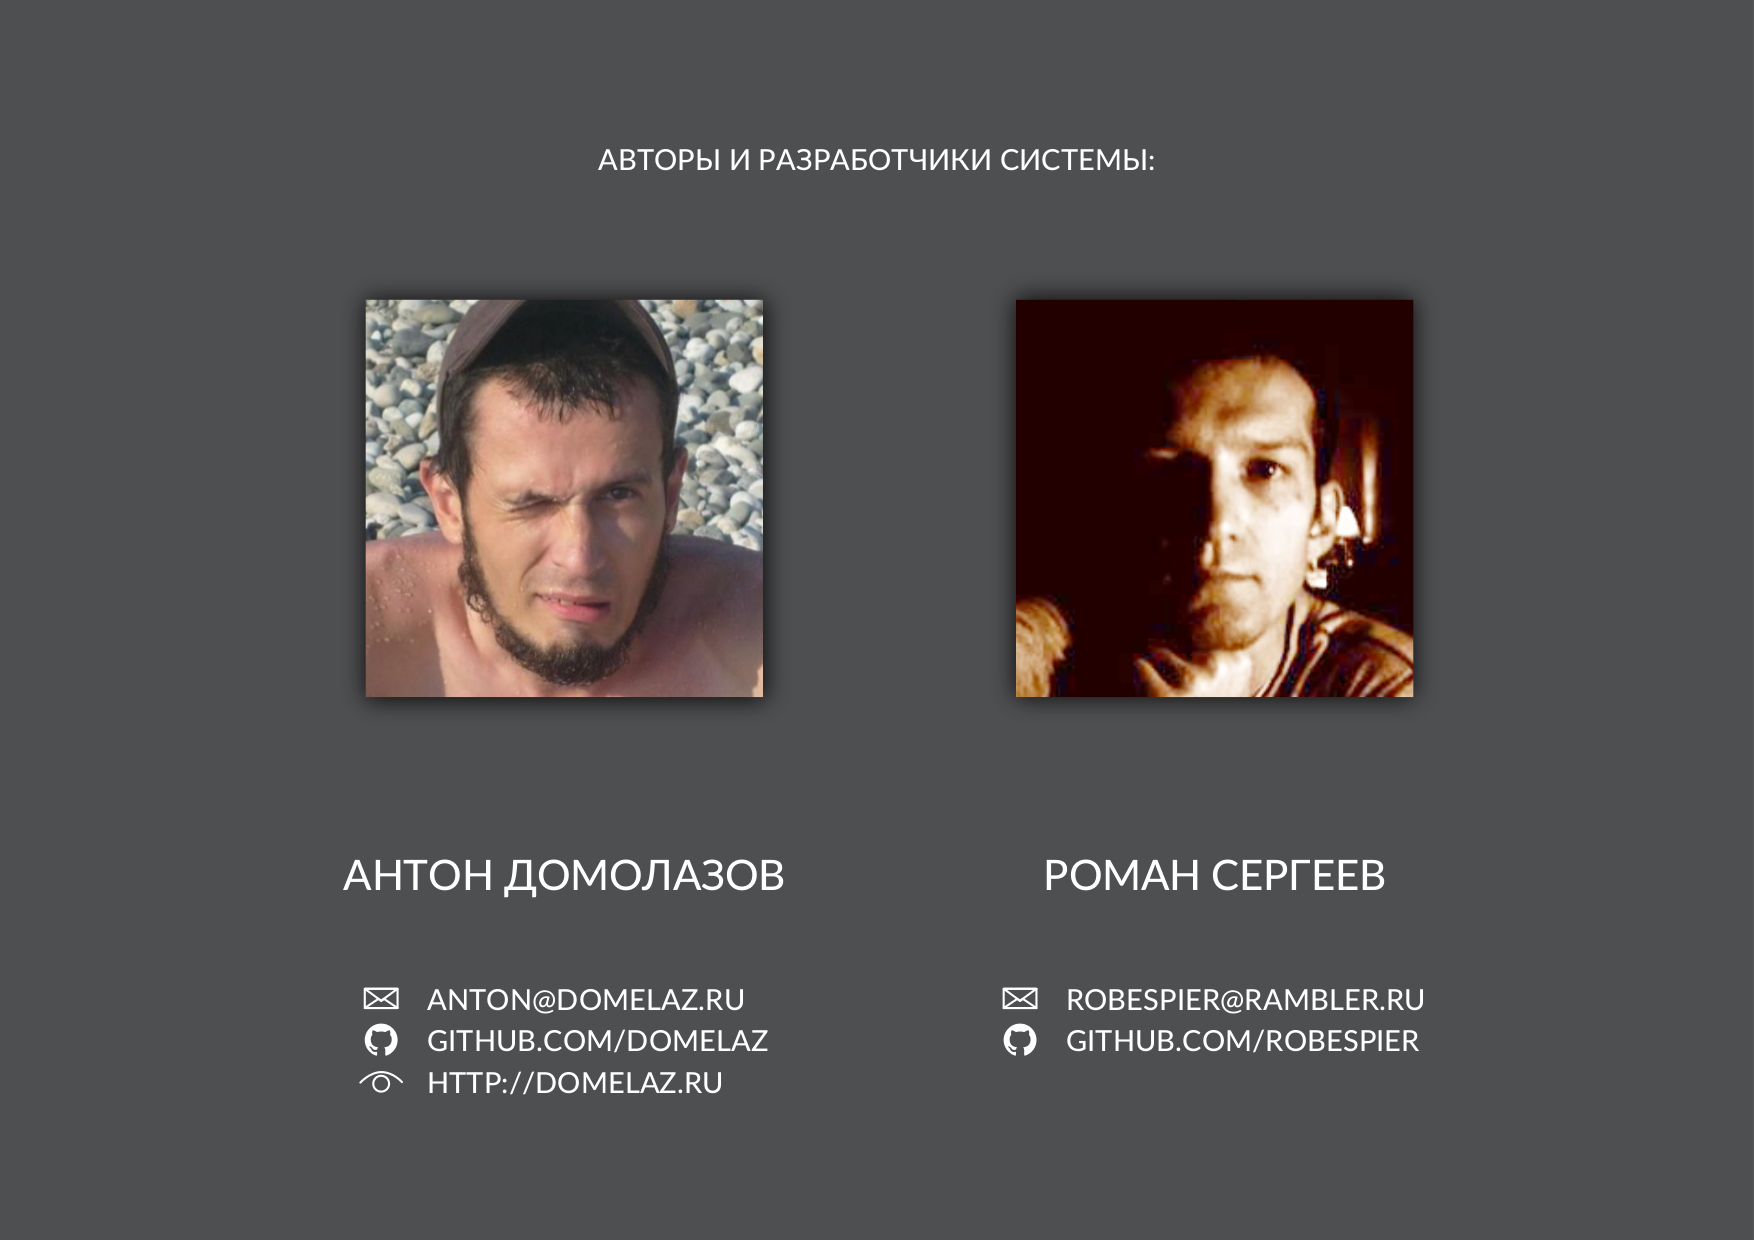 АВТОРЫ И РАЗРАБОТЧИКИ СИСТЕМЫ:
АНТОН ДОМОЛАЗОВ
ANTON@DOMELAZ.RU
GITHUB.COM/DOMELAZ
HTTP://DOMELAZ.RU
РОМАН СЕРГЕЕВ
ROBESPIER@RAMBLER.RU
GITHUB.COM/ROBESPIER